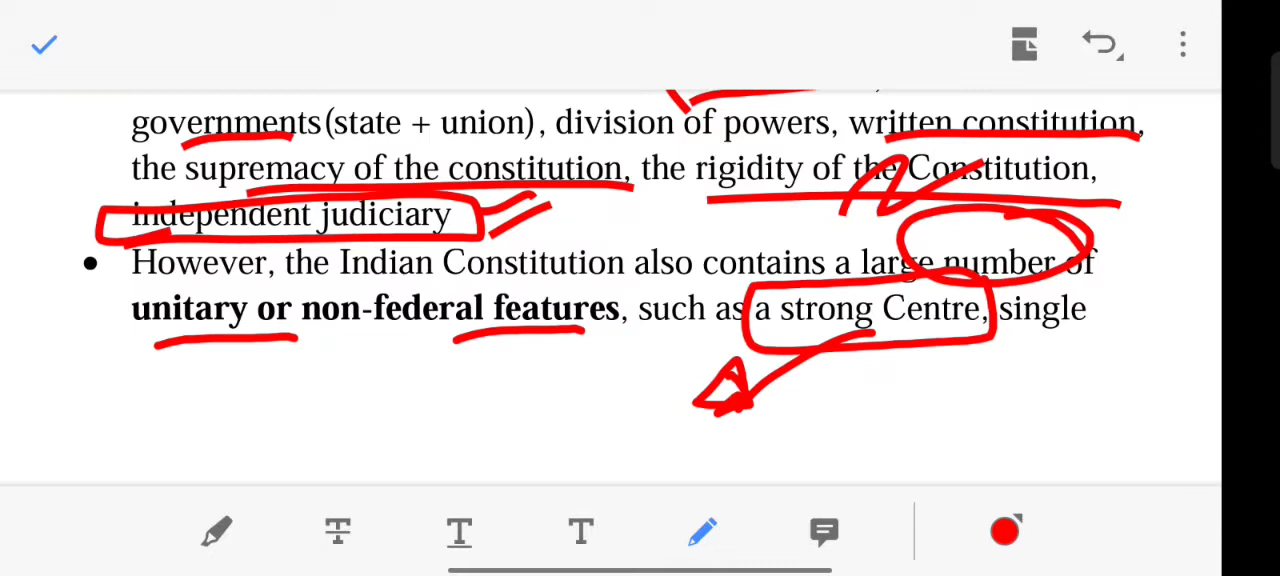 governments(state + union), division of powers, written constitution,
the supremacy of the constitution, the rigidity of the Constitution,
independent judiciary
● However, the Indian Constitution also contains a large number of
unitary or non-federal features, such as a strong Centre, single